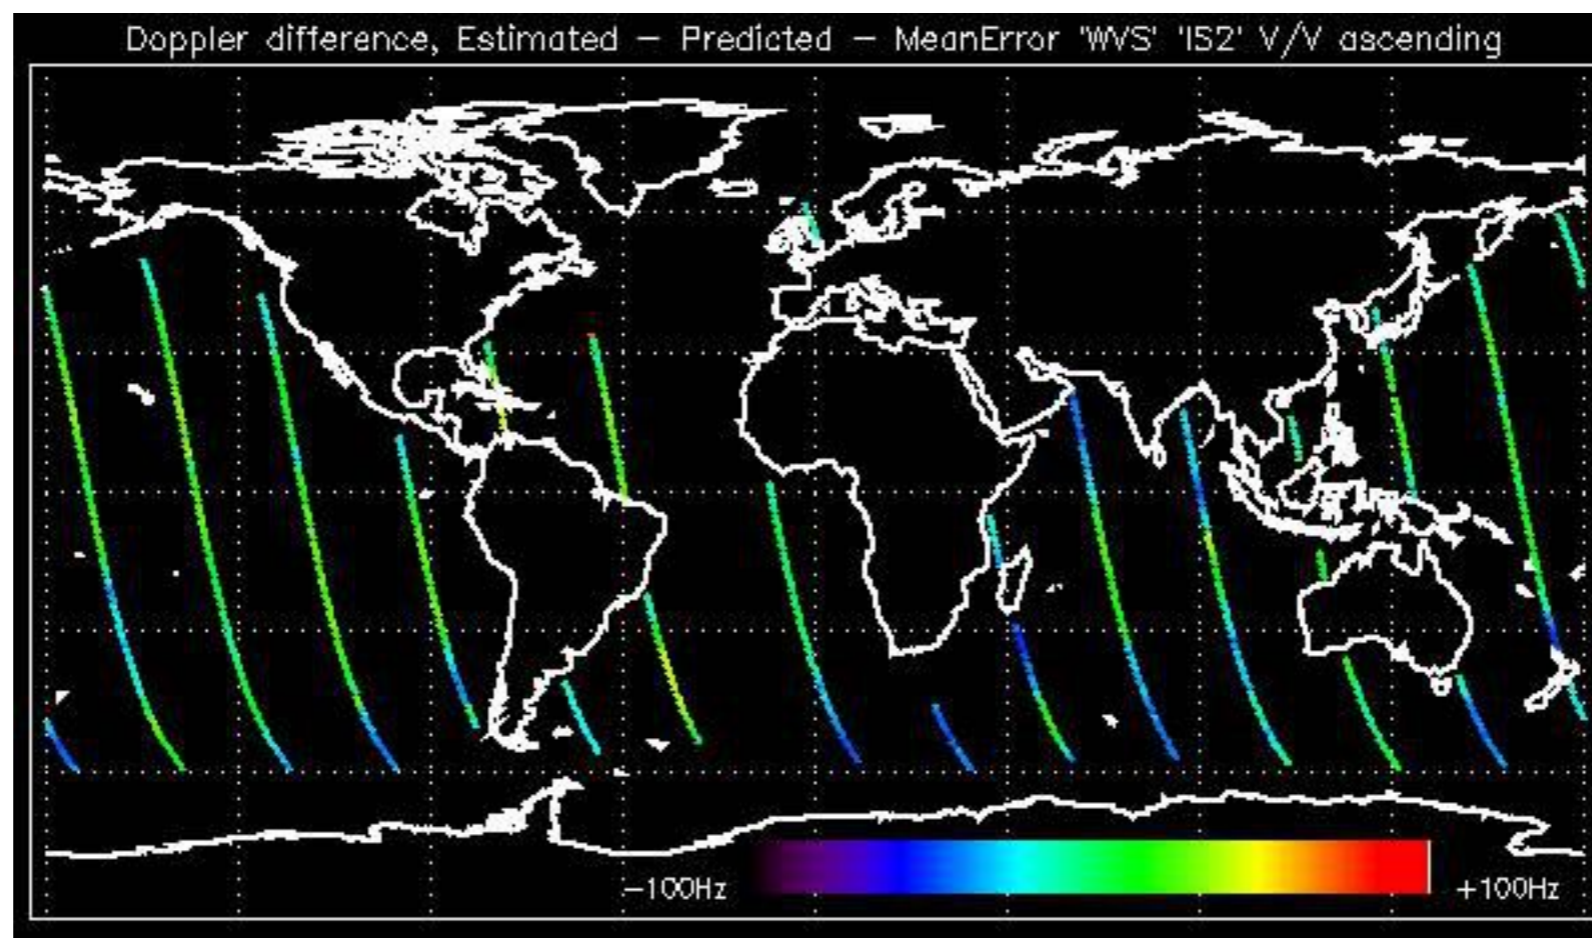 Doppler difference, Estimated – Predicted – MeanError 'WVS' 'IS2' V/V ascending
–100Hz
+100Hz